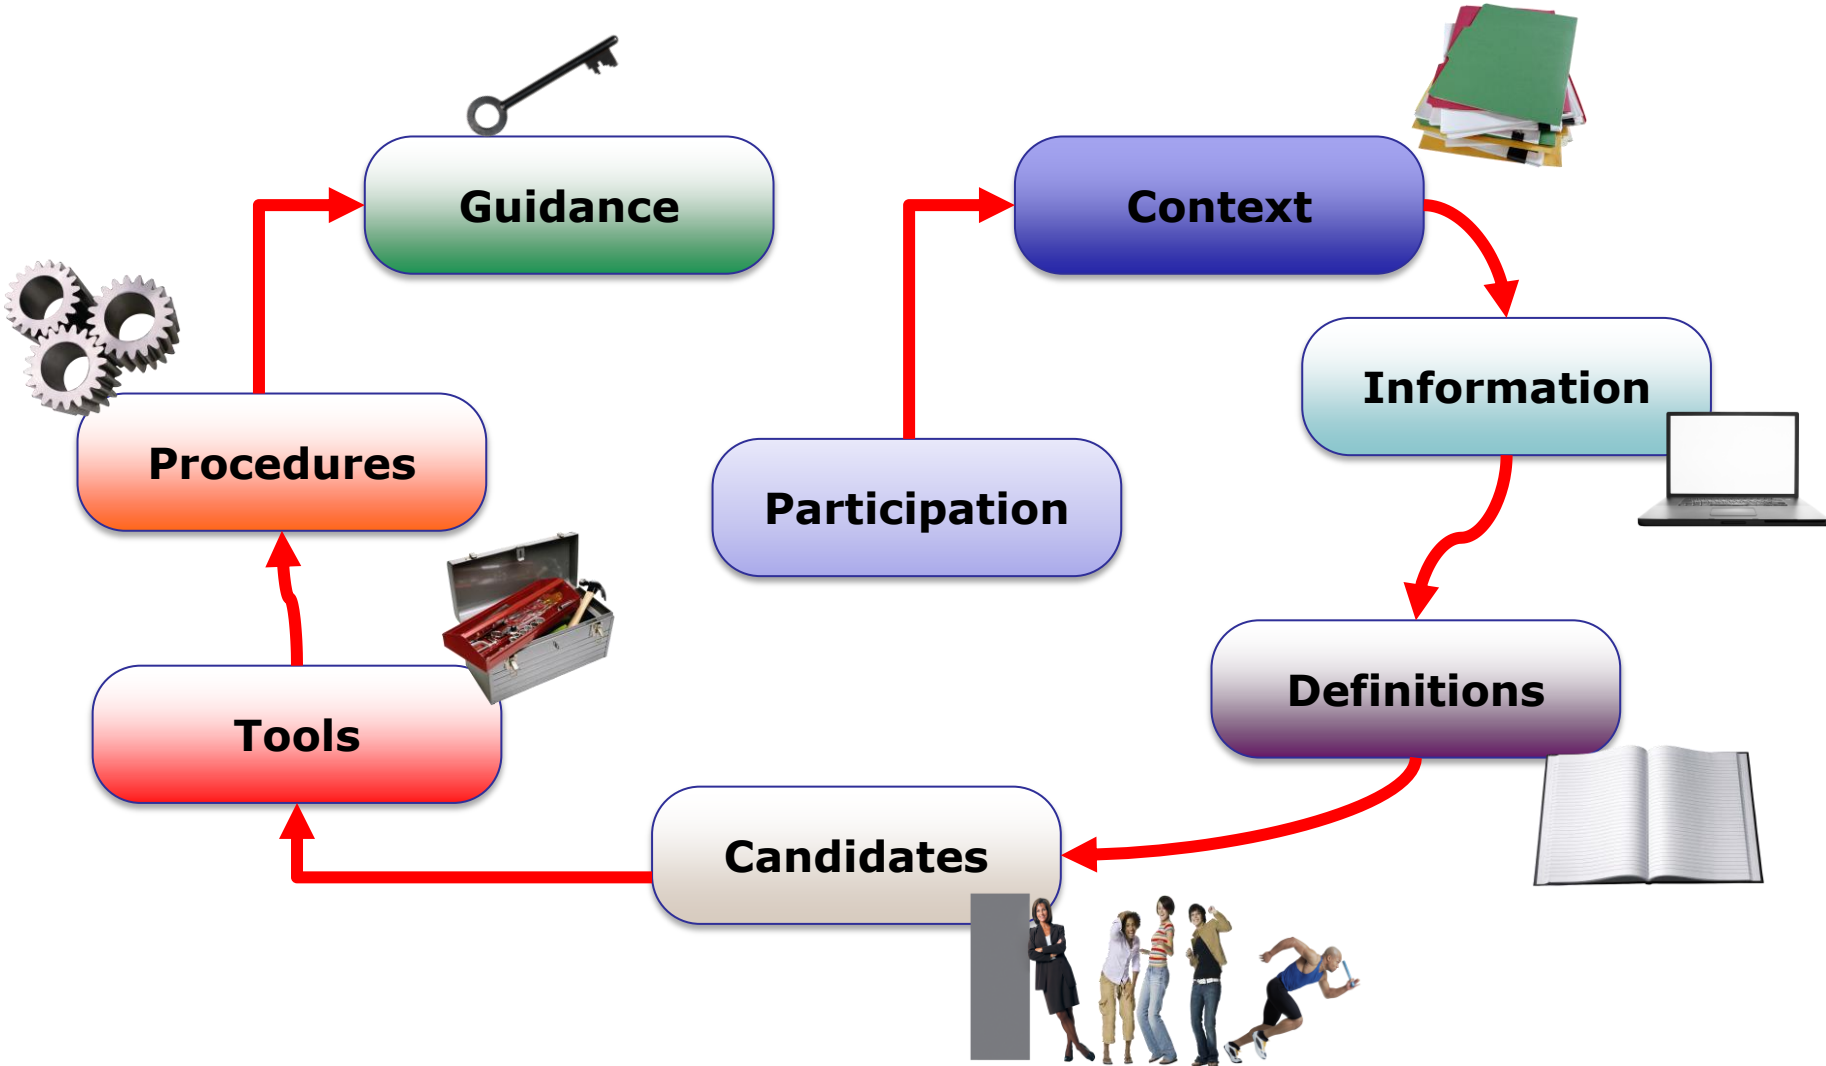 Guidance
Context
Information
Procedures
Participation
Definitions
Tools
Candidates